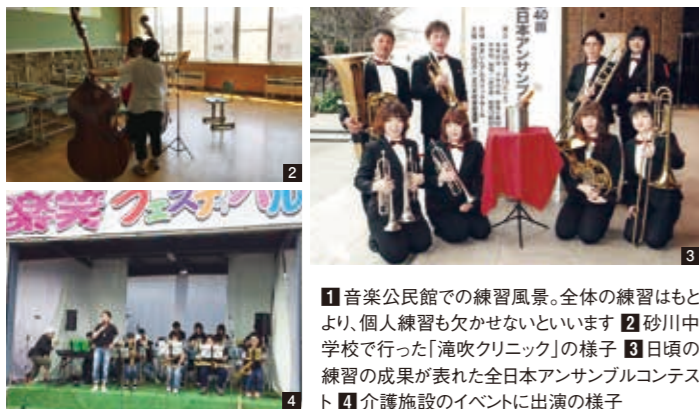 2
40回
全日本アンサンブ
3
楽笑フェスティバル
4
1 音楽公民館での練習風景。全体の練習はもと
より、個人練習も欠かせないといいます 2 砂川中
学校で行った「滝吹クリニック」の様子 3 日頃の
練習の成果が表れた全日本アンサンブルコンテス
ト 4 介護施設のイベントに出演の様子